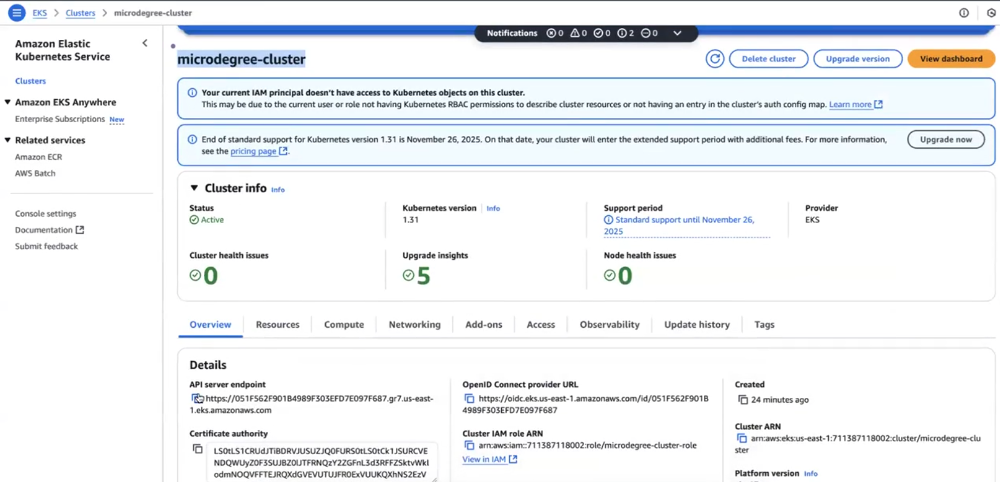 EKS > Clusters > microdegree-cluster
Notifications 0 0 0 2 0
Amazon Elastic
Kubernetes Service
Clusters
Amazon EKS Anywhere
Enterprise Subscriptions New
Related services
Amazon ECR
AWS Batch
Console settings
Documentation
Submit feedback
microdegree-cluster
Delete cluster
Upgrade version
View dashboard
Your current IAM principal doesn't have access to Kubernetes objects on this cluster.
This may be due to the current user or role not having Kubernetes RBAC permissions to describe cluster resources or not having an entry in the cluster's auth config map. Learn more
End of standard support for Kubernetes version 1.31 is November 26, 2025. On that date, your cluster will enter the extended support period with additional fees. For more information,
see the pricing page.
Upgrade now
Cluster info Info
Status
Active
Kubernetes version Info
1.31
Support period
Standard support until November 26,
2025
Provider
EKS
Cluster health issues
0
Upgrade insights
5
Node health issues
0
Overview Resources Compute Networking Add-ons Access Observability Update history Tags
Details
API server endpoint
https://051F562F901B4989F303EFD7E097F687.gr7.us-east-
1.eks.amazonaws.com
Certificate authority
LS0tLS1CRUdJTiBDRVJUSUZJQ0FURS0tLS0tCk1JSURCVE
NDQWUyZ0F3SUJBZ0lJTFRNQzY2ZGFnL3d3RFFZSktvWkl
odmNOQVFFTEJRQXdGVEVUTUJFR0ExVUUKQXhNS2EzV
OpenID Connect provider URL
https://oidc.eks.us-east-1.amazonaws.com/id/051F562F901B
4989F303EFD7E097F687
Cluster IAM role ARN
arn:aws:iam::711387118002:role/microdegree-cluster-role
View in IAM
Created
24 minutes ago
Cluster ARN
arn:aws:eks:us-east-1:711387118002:cluster/microdegree-clu
ster
Platform version Info